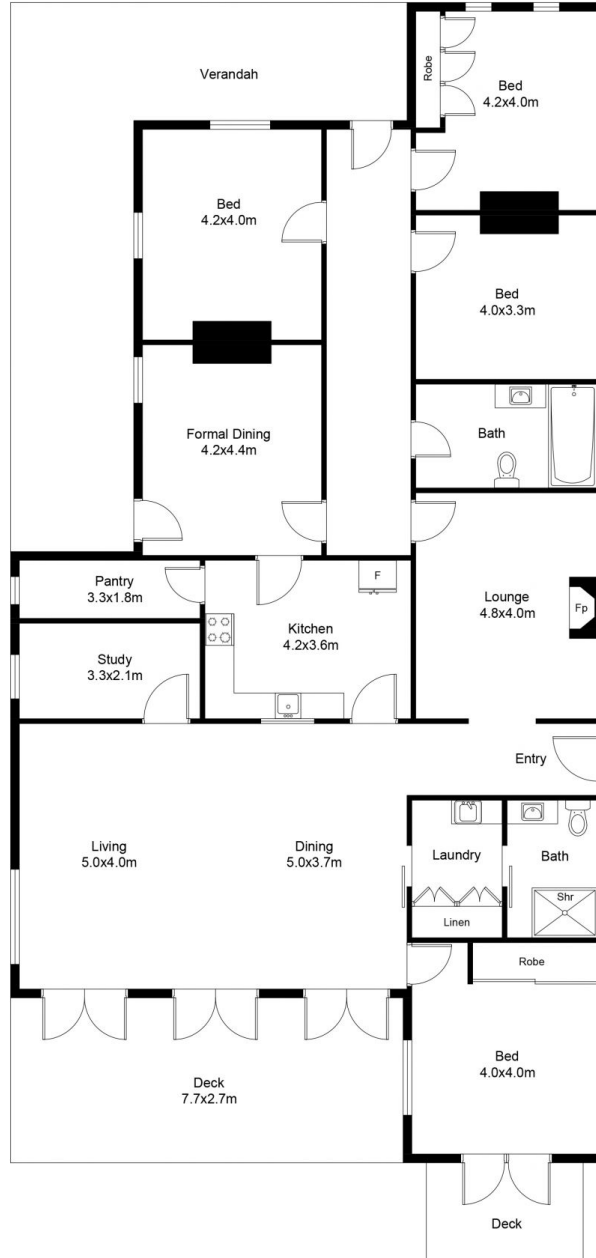 Verandah
Robe
Bed
4.2x4.0m
Bed
4.2x4.0m
Bed
4.0x3.3m
Formal Dining
4.2x4.4m
Bath
Pantry
3.3x1.8m
F
Kitchen
4.2x3.6m
Lounge
4.8x4.0m
Fp
Study
3.3x2.1m
Entry
Living
5.0x4.0m
Dining
5.0x3.7m
Laundry
Bath
Shr
Linen
Robe
Bed
4.0x4.0m
Deck
7.7x2.7m
Deck